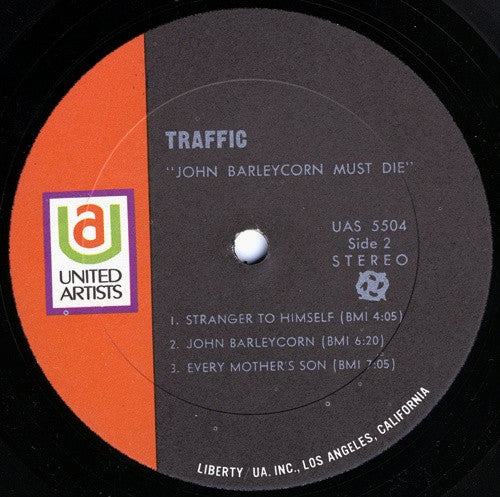 TRAFFIC
"JOHN BARLEYCORN MUST DIE"
UAS 5504
Side 2
STEREO
ua
UNITED
ARTISTS
1. STRANGER TO HIMSELF (BMI 4:05)
2. JOHN BARLEYCORN (BMI 6:20)
3. EVERY MOTHER'S SON (BMI 7:05)
LIBERTY/UA. INC., LOS ANGELES, CALIFORNIA